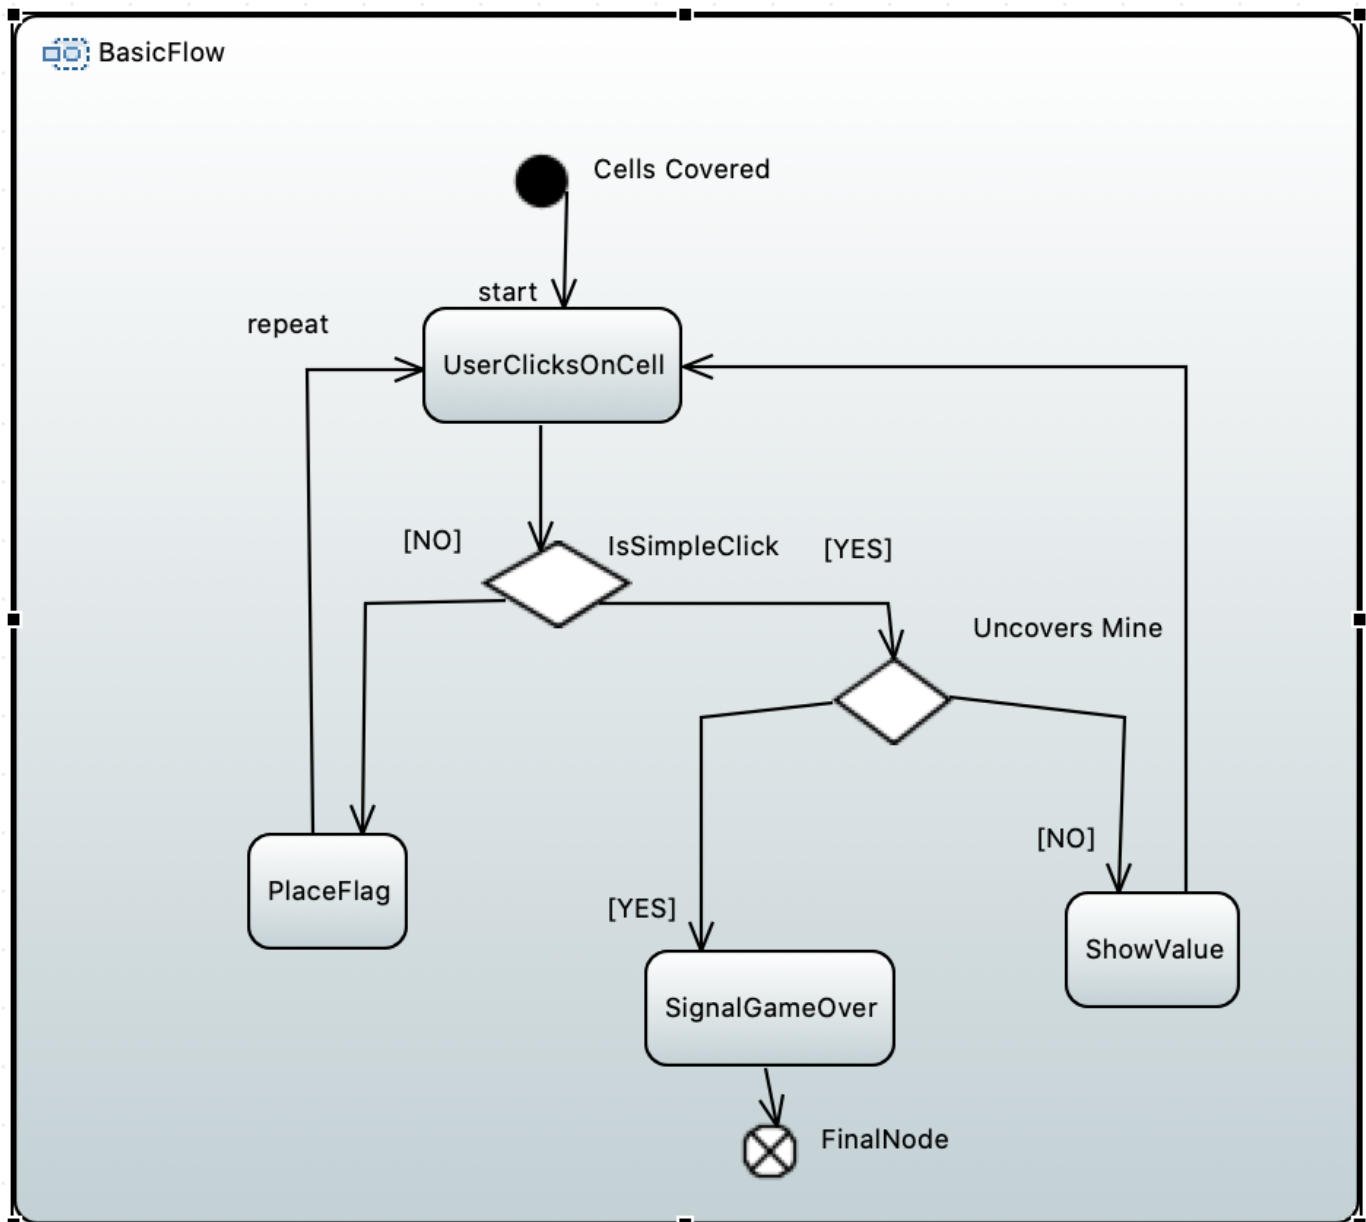 BasicFlow
Cells Covered
start
repeat
UserClicksOnCell
[NO]
IsSimpleClick
[YES]
Uncovers Mine
[NO]
PlaceFlag
[YES]
ShowValue
SignalGameOver
FinalNode